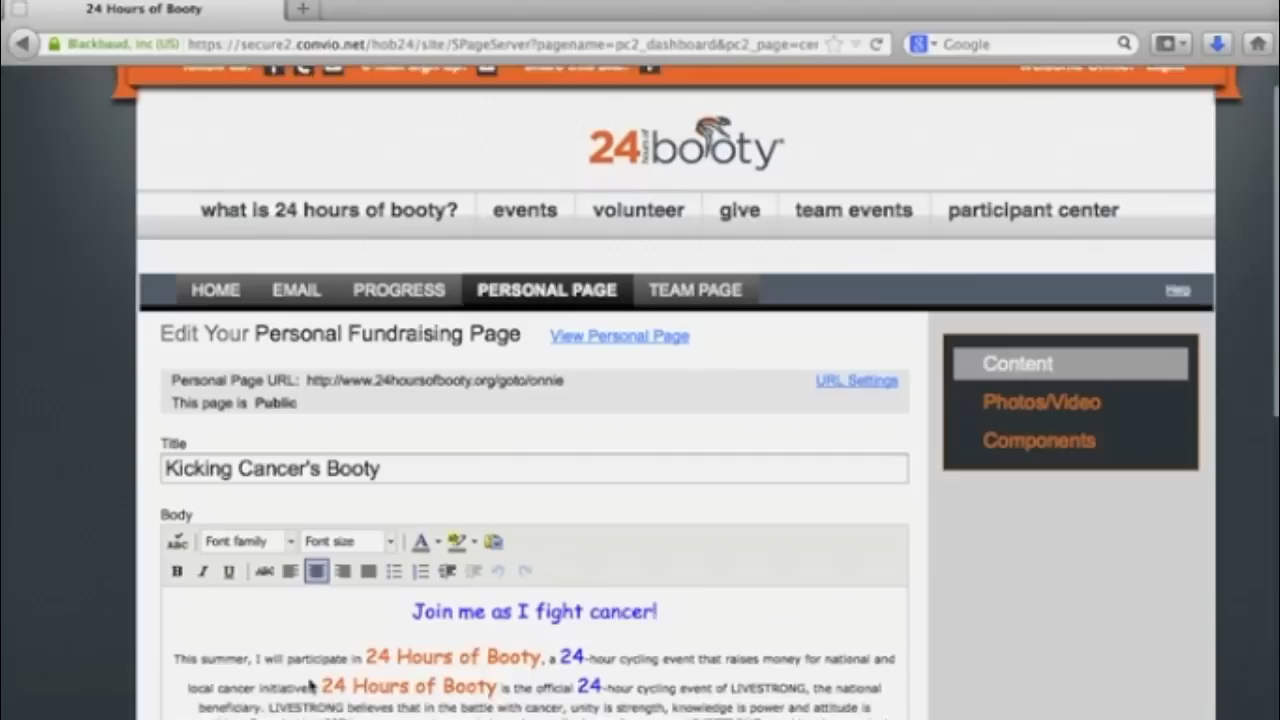 24 Hours of Booty
Blackbaud, Inc (US) https://secure2.convio.net/hob24/site/SPageServer?pagename=pc2_dashboard&pc2_page=cer
Google
24 hours of booty
what is 24 hours of booty? events volunteer give team events participant center
HOME EMAIL PROGRESS PERSONAL PAGE TEAM PAGE Help
Edit Your Personal Fundraising Page View Personal Page
Personal Page URL: http://www.24hoursofbooty.org/goto/onnie URL Settings
This page is Public
Content
Photos/Video
Components
Title
Kicking Cancer's Booty
Body
ABC Font family Font size A
B I U ABC
Join me as I fight cancer!
This summer, I will participate in 24 Hours of Booty, a 24-hour cycling event that raises money for national and
local cancer initiatives 24 Hours of Booty is the official 24-hour cycling event of LIVESTRONG, the national
beneficiary. LIVESTRONG believes that in the battle with cancer, unity is strength, knowledge is power and attitude is